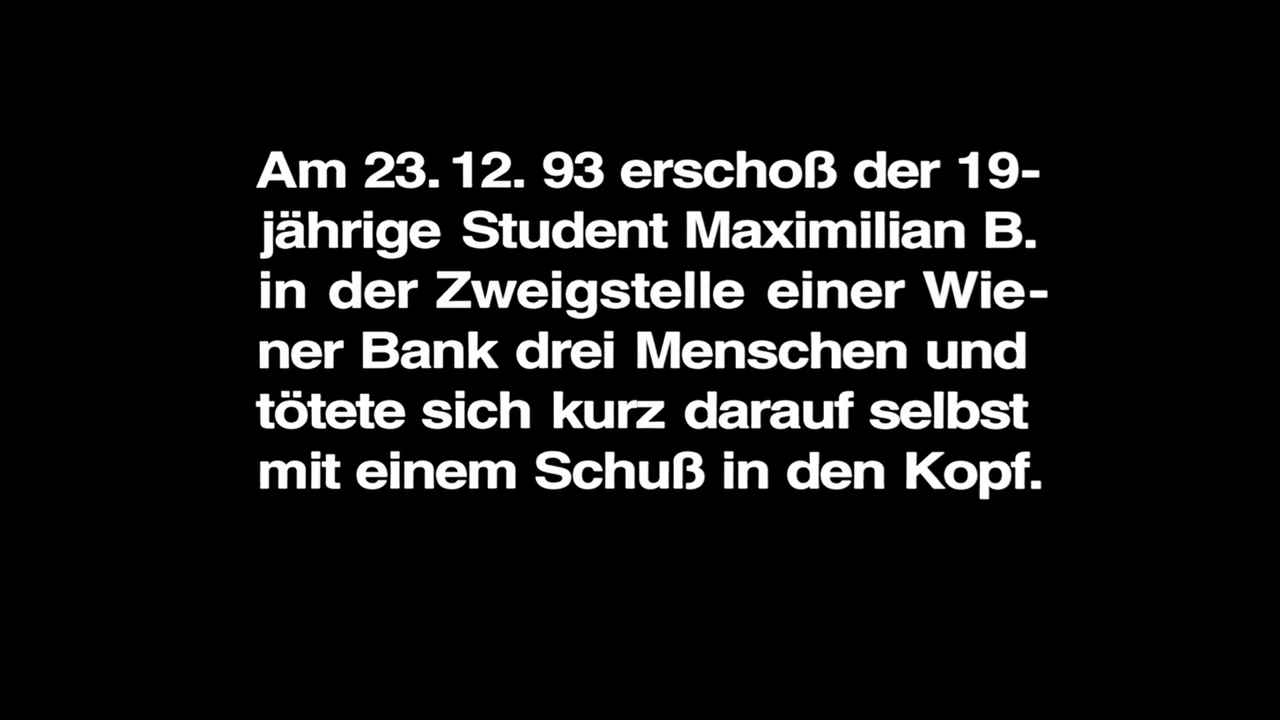 Am 23. 12. 93 erschoß der 19-
jährige Student Maximilian B.
in der Zweigstelle einer Wie-
ner Bank drei Menschen und
tötete sich kurz darauf selbst
mit einem Schuß in den Kopf.